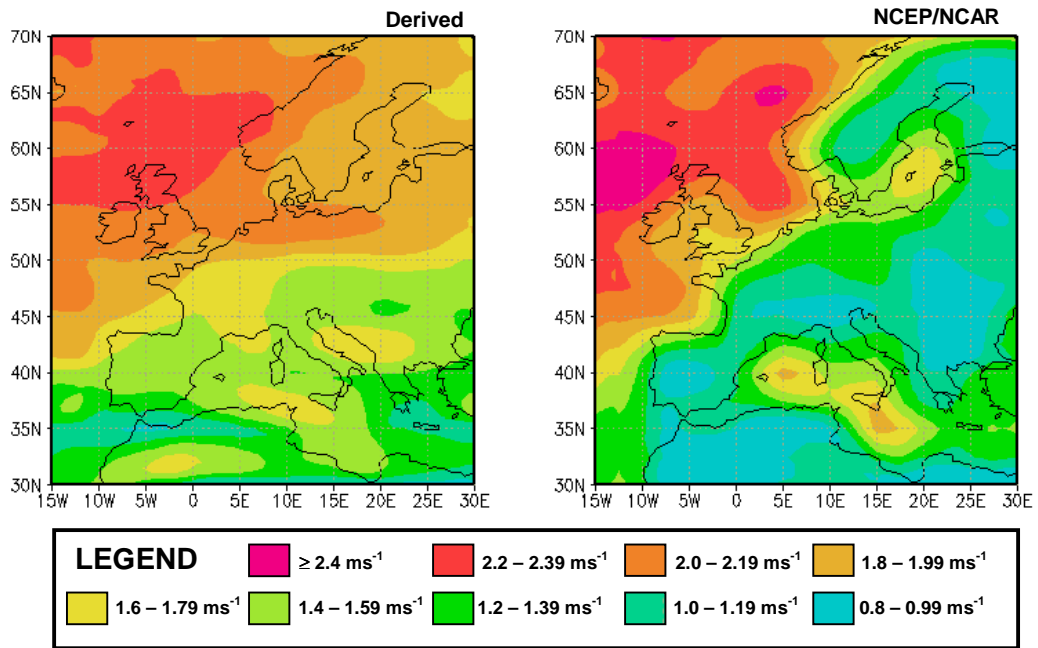 Derived
NCEP/NCAR
70N
65N
60N
55N
50N
45N
40N
35N
30N
15W 10W 5W 0 5E 10E 15E 20E 25E 30E
70N
65N
60N
55N
50N
45N
40N
35N
30N
15W 10W 5W 0 5E 10E 15E 20E 25E 30E
LEGEND
≥ 2.4 ms⁻¹
2.2 – 2.39 ms⁻¹
2.0 – 2.19 ms⁻¹
1.8 – 1.99 ms⁻¹
1.6 – 1.79 ms⁻¹
1.4 – 1.59 ms⁻¹
1.2 – 1.39 ms⁻¹
1.0 – 1.19 ms⁻¹
0.8 – 0.99 ms⁻¹